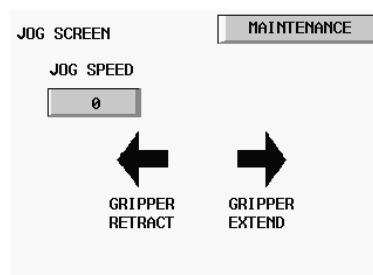 JOG SCREEN
MAINTENANCE
JOG SPEED
0
GRIPPER
RETRACT
GRIPPER
EXTEND